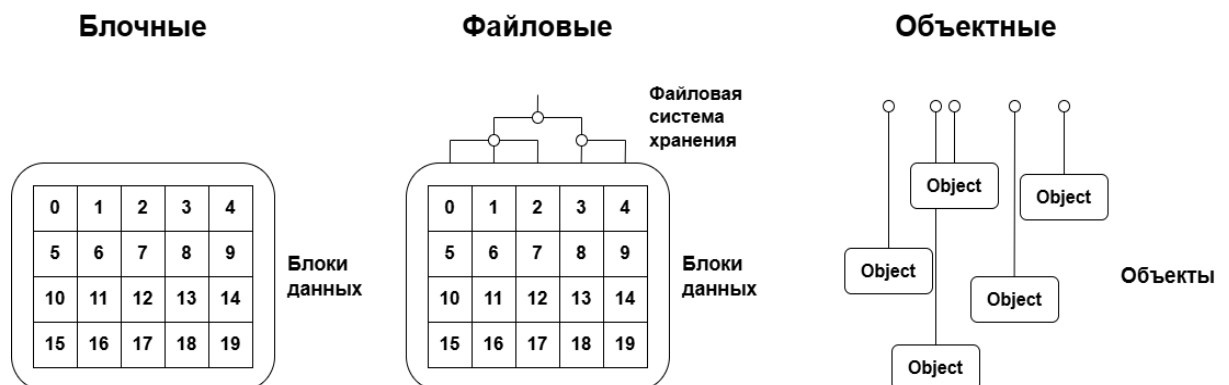 Блочные
Файловые
Объектные
Файловая
система
хранения
0 1 2 3 4
5 6 7 8 9
10 11 12 13 14
15 16 17 18 19
Блоки
данных
0 1 2 3 4
5 6 7 8 9
10 11 12 13 14
15 16 17 18 19
Блоки
данных
Object
Object
Object
Object
Object
Объекты